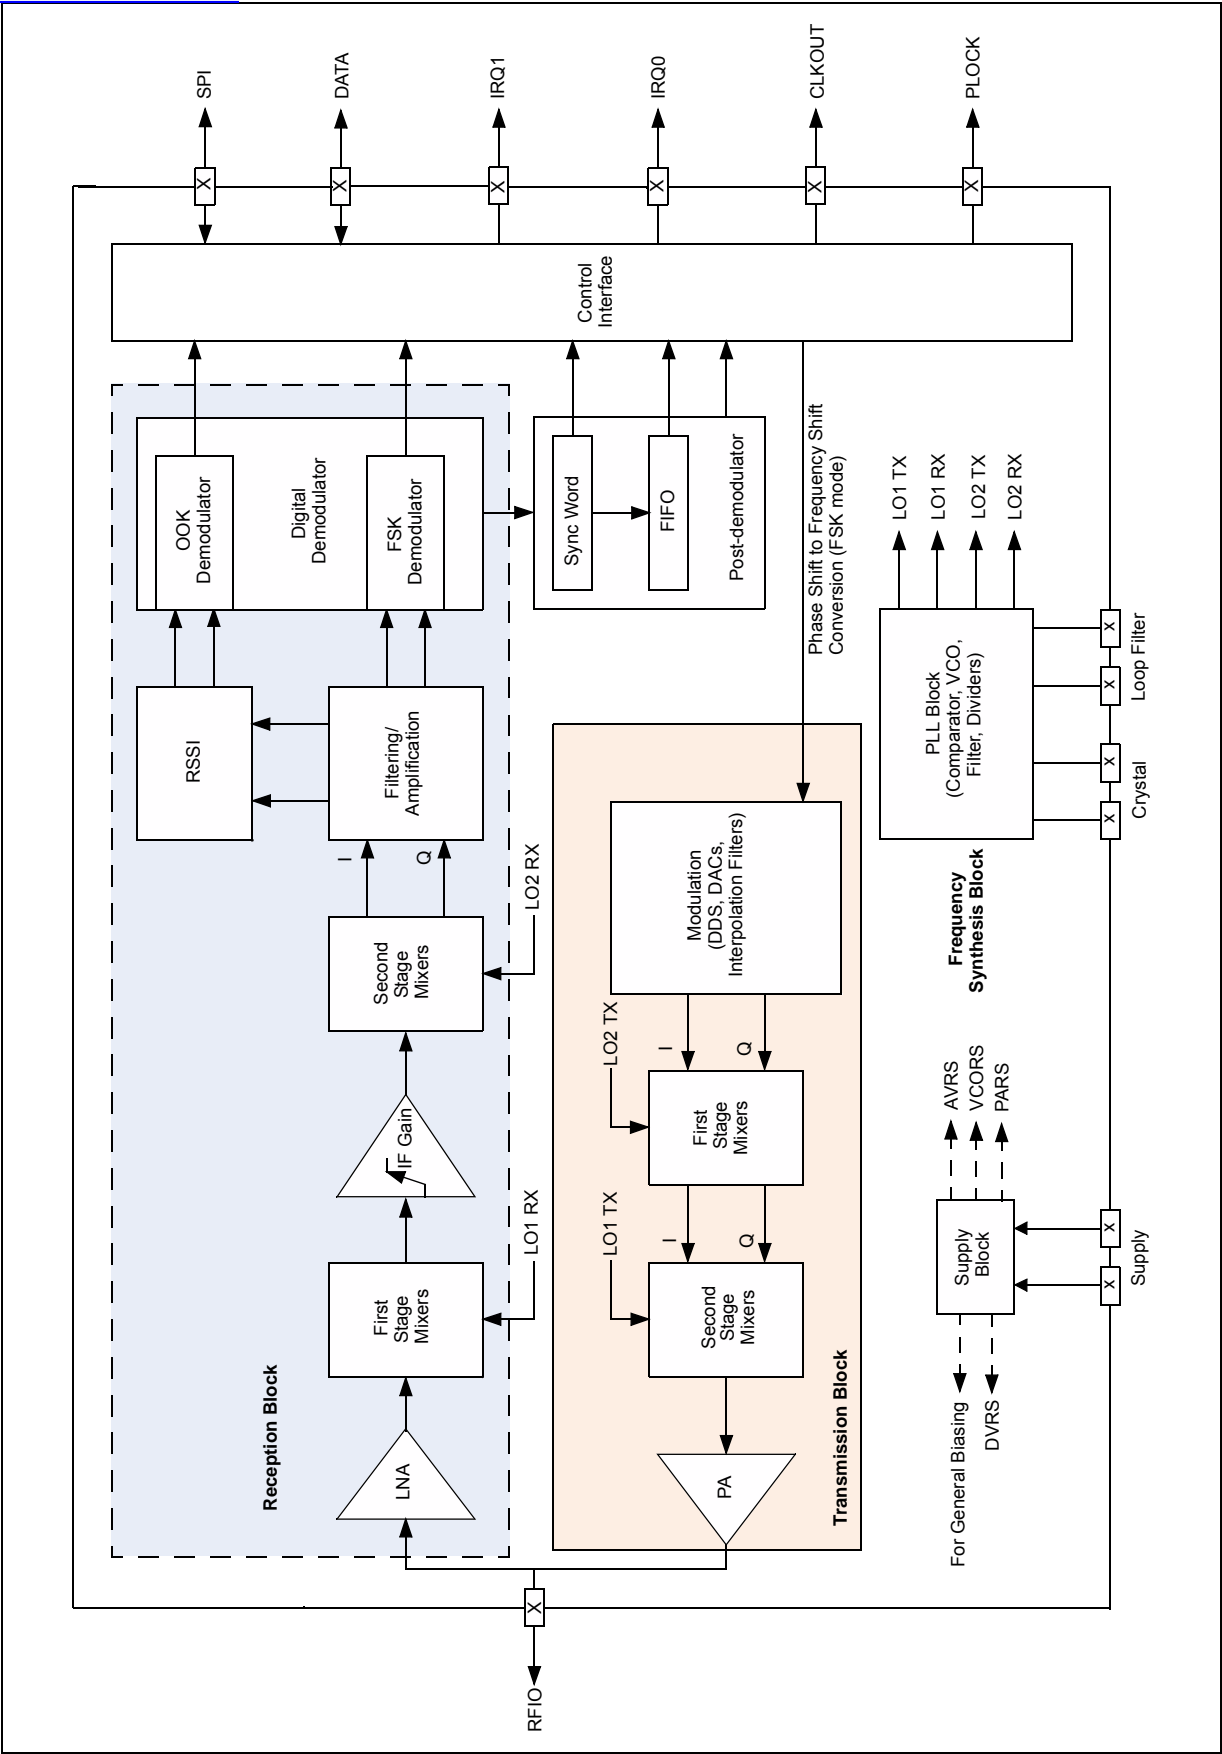 SPI
DATA
IRQ1
IRQ0
CLKOUT
PLOCK
X
X
X
X
X
X
Control
Interface
OOK
Demodulator
Digital
Demodulator
FSK
Demodulator
Sync Word
FIFO
Post-demodulator
Phase Shift to Frequency Shift
Conversion (FSK mode)
RSSI
Filtering/
Amplification
I
Q
Second
Stage
Mixers
LO2 RX
IF Gain
First
Stage
Mixers
LO1 RX
LNA
Reception Block
Modulation
(DDS, DACs,
Interpolation Filters)
I
Q
LO2 TX
First
Stage
Mixers
I
Q
LO1 TX
Second
Stage
Mixers
PA
Transmission Block
RFIO
X
LO1 TX
LO1 RX
LO2 TX
LO2 RX
PLL Block
(Comparator, VCO,
Filter, Dividers)
Frequency
Synthesis Block
X
X
Loop Filter
X
X
Crystal
AVRS
VCORS
PARS
Supply
Block
For General Biasing
DVRS
X
X
Supply